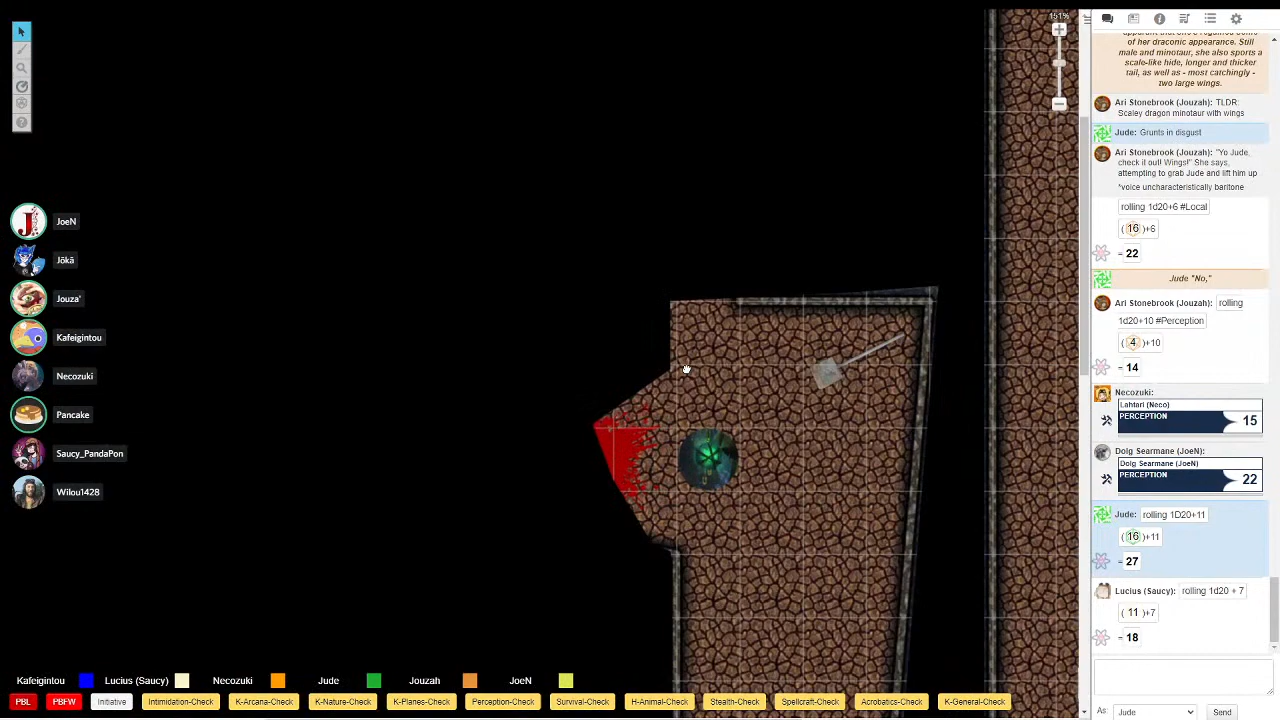 151%
of her draconic appearance. Still
male and minotaur, she also sports a
scale-like hide, longer and thicker
tail, as well as - most catchingly -
two large wings.
Ari Stonebrook (Jouzah): TLDR:
Scaley dragon minotaur with wings
Jude: Grunts in disgust
Ari Stonebrook (Jouzah): "Yo Jude,
check it out! Wings!" She says,
attempting to grab Jude and lift him up
*voice uncharacteristically baritone
rolling 1d20+6 #Local
(16)+6
= 22
Jude "No,"
Ari Stonebrook (Jouzah): rolling
1d20+10 #Perception
(4)+10
= 14
Necozuki:
Lahtari (Neco)
PERCEPTION 15
Dolg Searmane (JoeN):
Dolg Searmane (JoeN)
PERCEPTION 22
Jude: rolling 1D20+11
(16)+11
= 27
Lucius (Saucy): rolling 1d20 + 7
(11)+7
= 18
As: Jude Send
J JoeN
Jökä
Jouza'
Kafeigintou
Necozuki
Pancake
Saucy_PandaPon
Wilou1428
Kafeigintou Lucius (Saucy) Necozuki Jude Jouzah JoeN
PBL PBFW Initiative Intimidation-Check K-Arcana-Check K-Nature-Check K-Planes-Check Perception-Check Survival-Check H-Animal-Check Stealth-Check Spellcraft-Check Acrobatics-Check K-General-Check